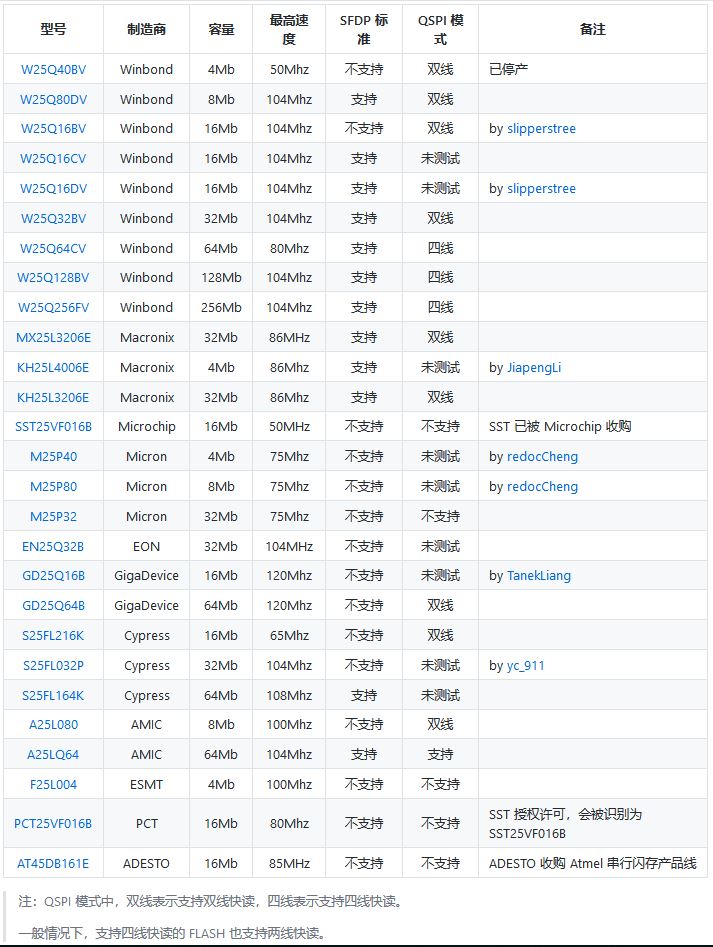 型号 制造商 容量 最高速度 SFDP 标准 QSPI 模式 备注
W25Q40BV Winbond 4Mb 50Mhz 不支持 双线 已停产
W25Q80DV Winbond 8Mb 104Mhz 支持 双线
W25Q16BV Winbond 16Mb 104Mhz 不支持 双线 by slipperstree
W25Q16CV Winbond 16Mb 104Mhz 支持 未测试
W25Q16DV Winbond 16Mb 104Mhz 支持 未测试 by slipperstree
W25Q32BV Winbond 32Mb 104Mhz 支持 双线
W25Q64CV Winbond 64Mb 80Mhz 支持 四线
W25Q128BV Winbond 128Mb 104Mhz 支持 四线
W25Q256FV Winbond 256Mb 104Mhz 支持 四线
MX25L3206E Macronix 32Mb 86MHz 支持 双线
KH25L4006E Macronix 4Mb 86Mhz 支持 未测试 by JiapengLi
KH25L3206E Macronix 32Mb 86Mhz 支持 双线
SST25VF016B Microchip 16Mb 50MHz 不支持 不支持 SST 已被 Microchip 收购
M25P40 Micron 4Mb 75Mhz 不支持 未测试 by redocCheng
M25P80 Micron 8Mb 75Mhz 不支持 未测试 by redocCheng
M25P32 Micron 32Mb 75Mhz 不支持 不支持
EN25Q32B EON 32Mb 104MHz 不支持 未测试
GD25Q16B GigaDevice 16Mb 120Mhz 不支持 未测试 by TanekLiang
GD25Q64B GigaDevice 64Mb 120Mhz 不支持 双线
S25FL216K Cypress 16Mb 65Mhz 不支持 双线
S25FL032P Cypress 32Mb 104Mhz 不支持 未测试 by yc_911
S25FL164K Cypress 64Mb 108Mhz 支持 未测试
A25L080 AMIC 8Mb 100Mhz 不支持 双线
A25LQ64 AMIC 64Mb 104Mhz 支持 支持
F25L004 ESMT 4Mb 100Mhz 不支持 不支持
PCT25VF016B PCT 16Mb 80Mhz 不支持 不支持 SST 授权许可，会被识别为
SST25VF016B
AT45DB161E ADESTO 16Mb 85MHz 不支持 不支持 ADESTO 收购 Atmel 串行闪存产品线
注：QSPI 模式中，双线表示支持双线快读，四线表示支持四线快读。
一般情况下，支持四线快读的 FLASH 也支持两线快读。